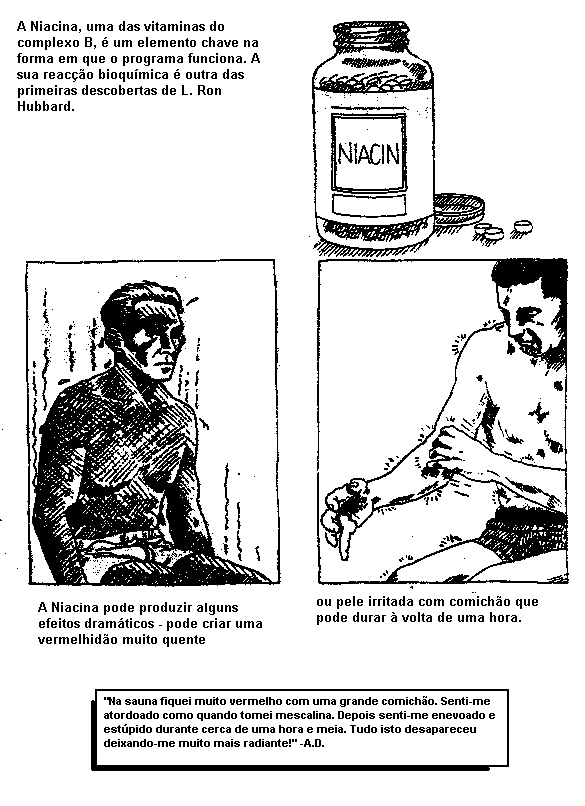 A Niacina, uma das vitaminas do
complexo B, é um elemento chave na
forma em que o programa funciona. A
sua reacção bioquímica é outra das
primeiras descobertas de L. Ron
Hubbard.
NIACIN
A Niacina pode produzir alguns
efeitos dramáticos - pode criar uma
vermelhidão muito quente
ou pele irritada com comichão que
pode durar à volta de uma hora.
"Na sauna fiquei muito vermelho com uma grande comichão. Senti-me
atordoado como quando tomei mescalina. Depois senti-me enevoado e
estúpido durante cerca de uma hora e meia. Tudo isto desapareceu
deixando-me muito mais radiante!" -A.D.